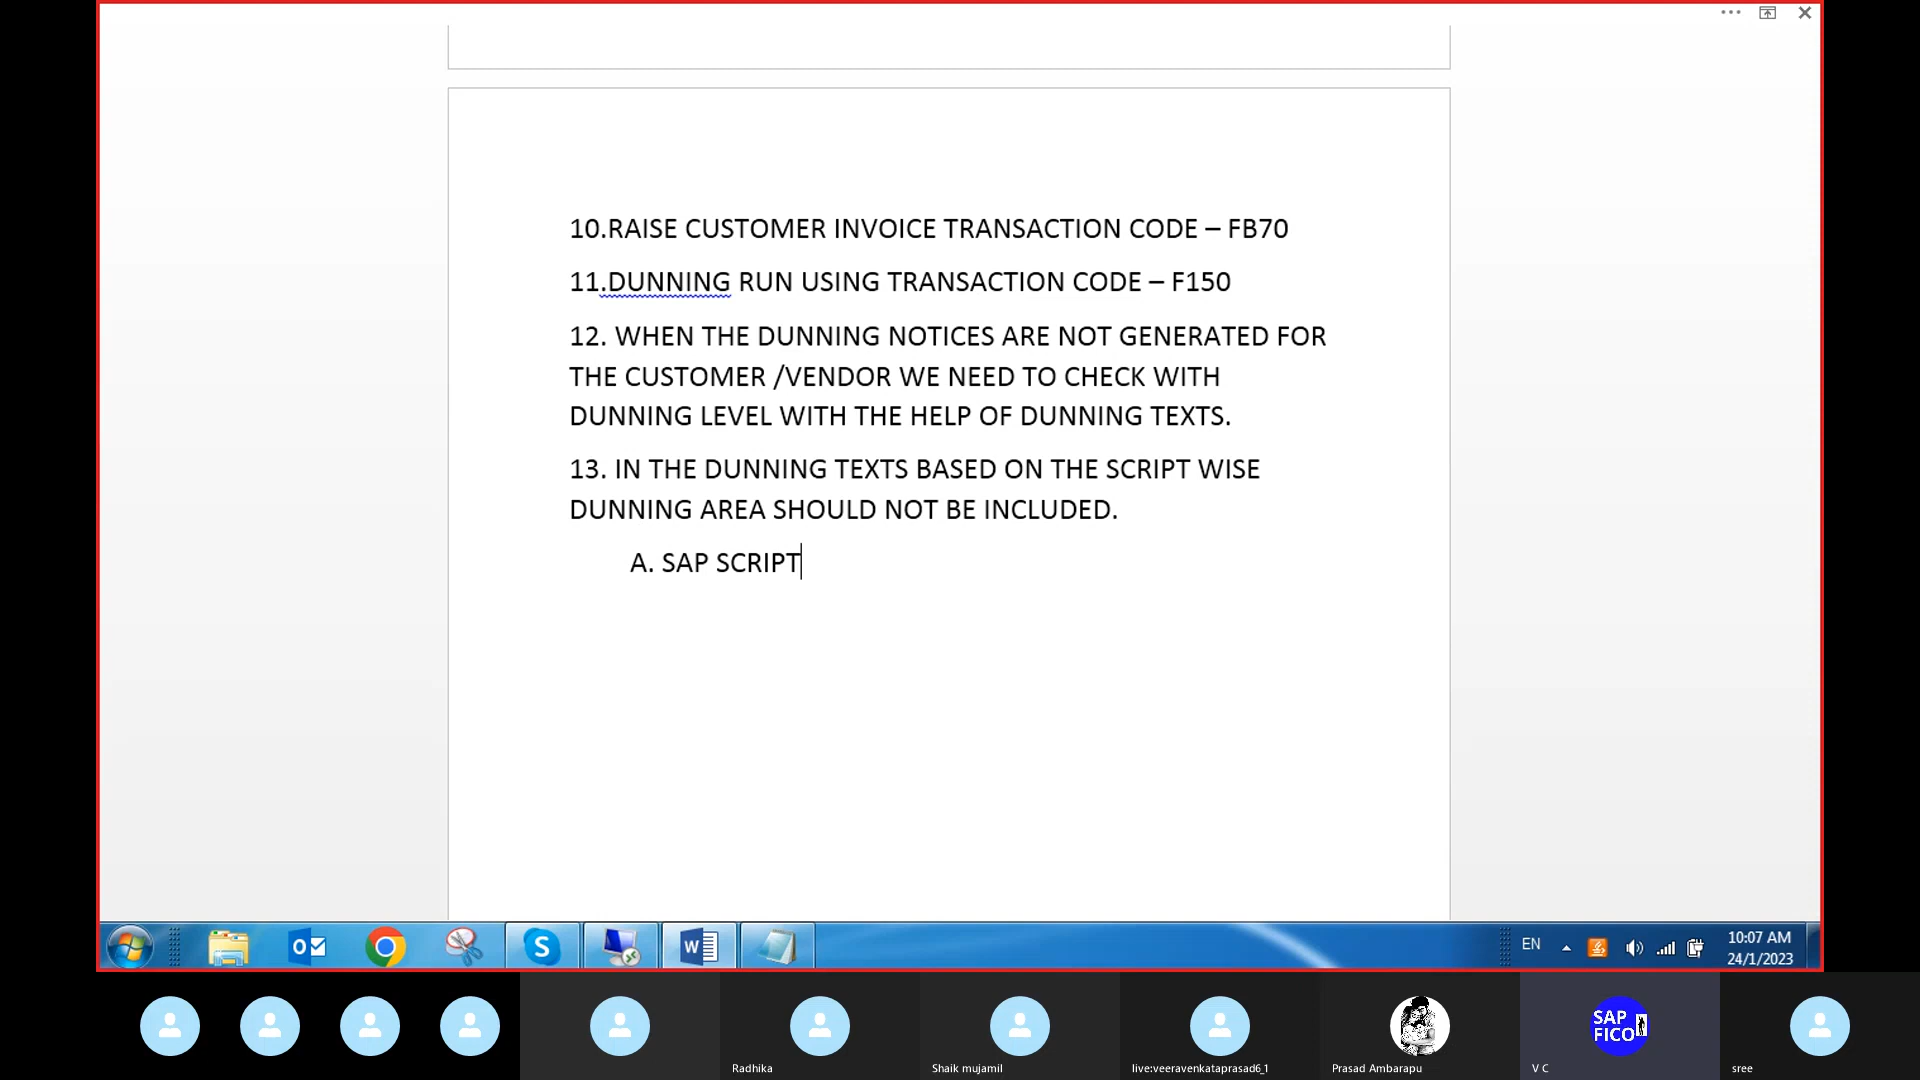 10.RAISE CUSTOMER INVOICE TRANSACTION CODE – FB70
11.DUNNING RUN USING TRANSACTION CODE – F150
12. WHEN THE DUNNING NOTICES ARE NOT GENERATED FOR
THE CUSTOMER /VENDOR WE NEED TO CHECK WITH
DUNNING LEVEL WITH THE HELP OF DUNNING TEXTS.
13. IN THE DUNNING TEXTS BASED ON THE SCRIPT WISE
DUNNING AREA SHOULD NOT BE INCLUDED.
A. SAP SCRIPT
EN
10:07 AM
24/1/2023
SAP
FICO
Radhika
Shaik mujamil
live:veeravenkataprasad6_1
Prasad Ambarapu
V C
sree